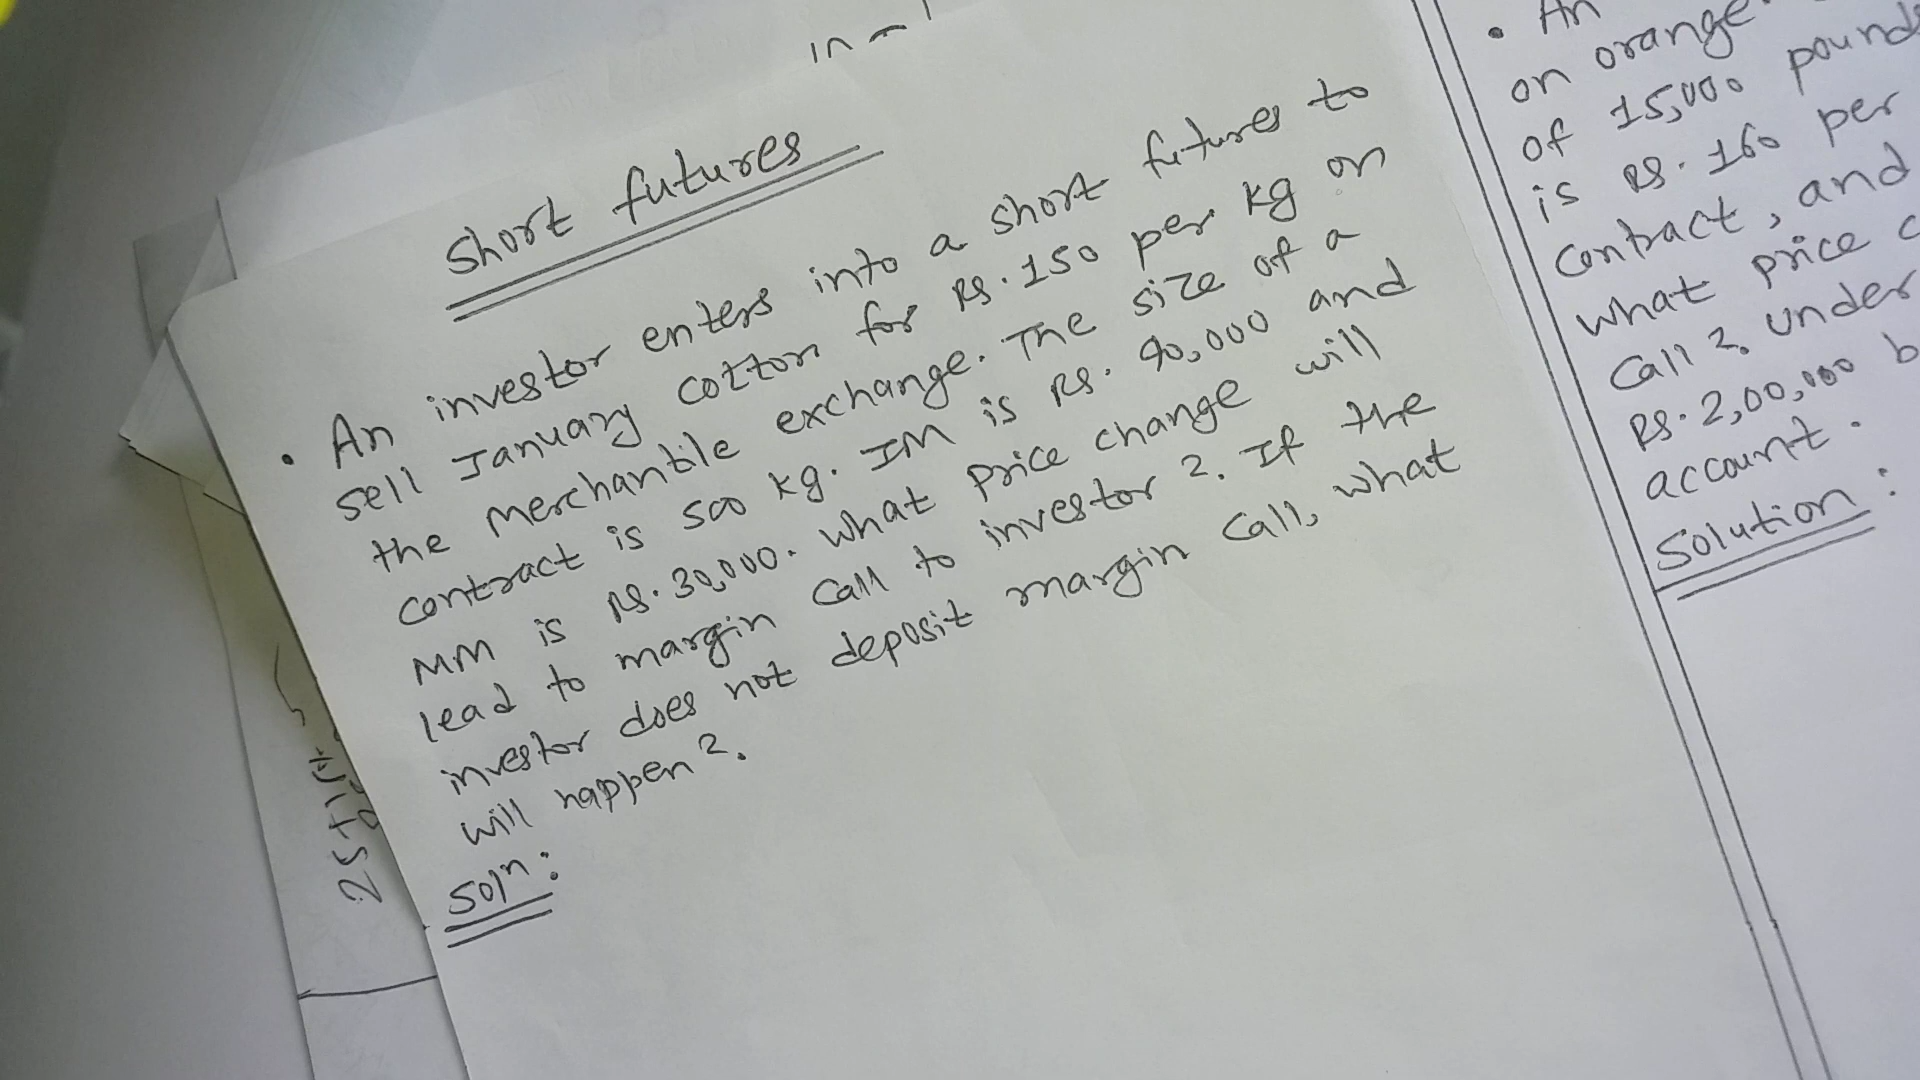 Short futures
• An investor enters into a short futures to
sell January cotton for Rs. 150 per kg on
the merchantile exchange. The size of a
contract is 500 kg. IM is Rs. 90,000 and
MM is Rs. 30,000. What price change will
lead to margin call to investor ?. If the
investor does not deposit margin call, what
will happen ?.
Soln :
• An
on orange
of 15,000 pounds
is Rs. 160 per
contract, and
what price c
call ?. Under
Rs. 2,00,000 b
account.
Solution :